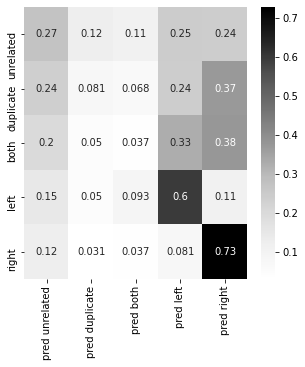 unrelated 0.27 0.12 0.11 0.25 0.24
duplicate 0.24 0.081 0.068 0.24 0.37
both 0.2 0.05 0.037 0.33 0.38
left 0.15 0.05 0.093 0.6 0.11
right 0.12 0.031 0.037 0.081 0.73
pred unrelated
pred duplicate
pred both
pred left
pred right
0.7
0.6
0.5
0.4
0.3
0.2
0.1